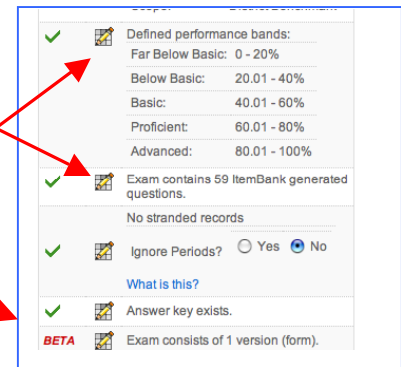 Defined performance bands:
Far Below Basic: 0 - 20%
Below Basic: 20.01 - 40%
Basic: 40.01 - 60%
Proficient: 60.01 - 80%
Advanced: 80.01 - 100%
Exam contains 59 ItemBank generated
questions.
No stranded records
Ignore Periods? Yes No
What is this?
Answer key exists.
BETA Exam consists of 1 version (form).